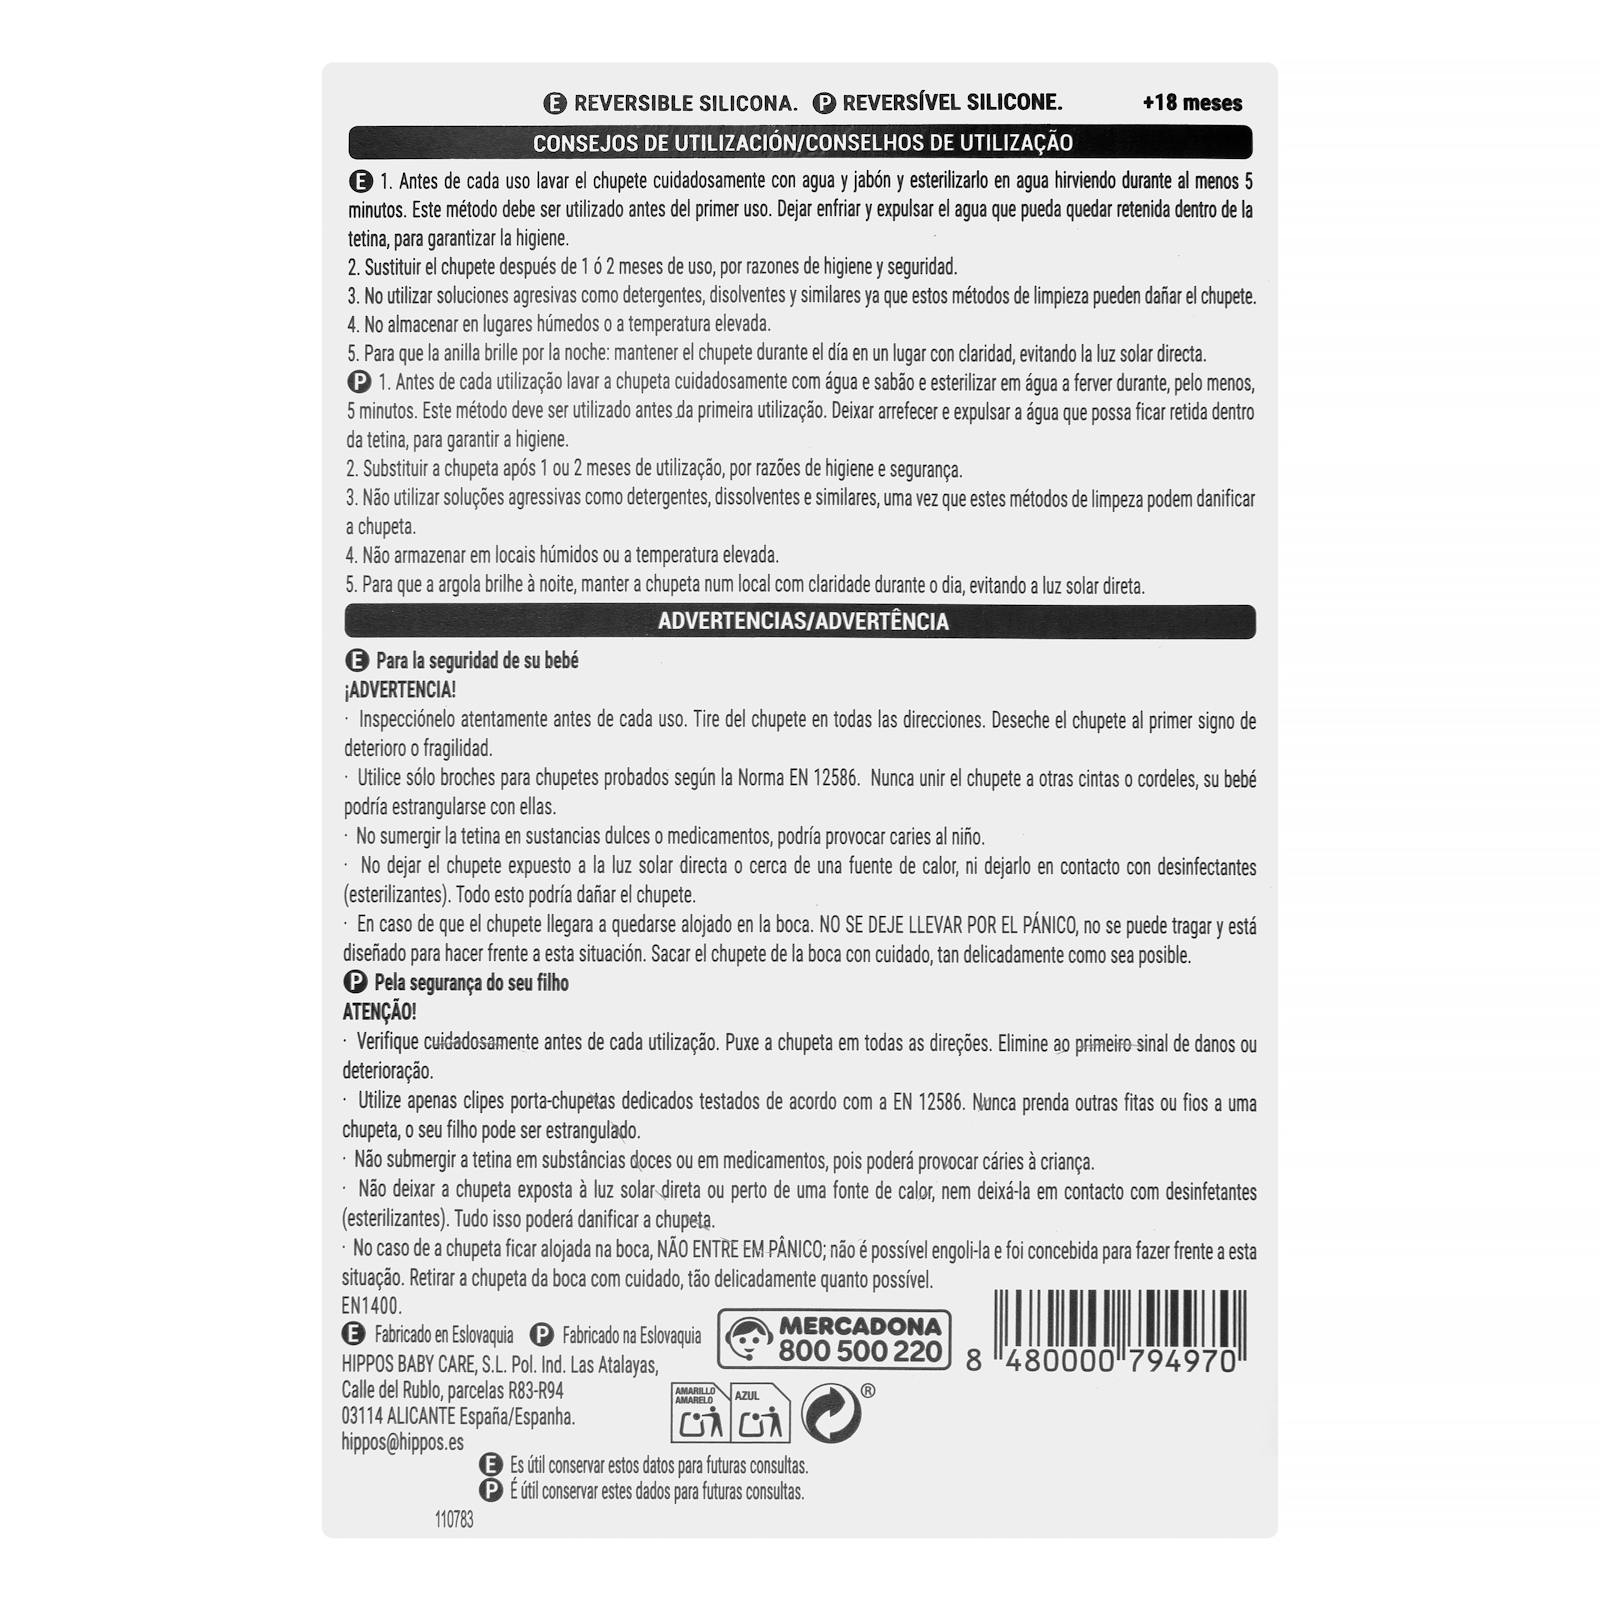 E REVERSIBLE SILICONA. P REVERSÍVEL SILICONE. +18 meses
CONSEJOS DE UTILIZACIÓN/CONSELHOS DE UTILIZAÇÃO
E 1. Antes de cada uso lavar el chupete cuidadosamente con agua y jabón y esterilizarlo en agua hirviendo durante al menos 5
minutos. Este método debe ser utilizado antes del primer uso. Dejar enfriar y expulsar el agua que pueda quedar retenida dentro de la
tetina, para garantizar la higiene.
2. Sustituir el chupete después de 1 ó 2 meses de uso, por razones de higiene y seguridad.
3. No utilizar soluciones agresivas como detergentes, disolventes y similares ya que estos métodos de limpieza pueden dañar el chupete.
4. No almacenar en lugares húmedos o a temperatura elevada.
5. Para que la anilla brille por la noche: mantener el chupete durante el día en un lugar con claridad, evitando la luz solar directa.
P 1. Antes de cada utilização lavar a chupeta cuidadosamente com água e sabão e esterilizar em água a ferver durante, pelo menos,
5 minutos. Este método deve ser utilizado antes da primeira utilização. Deixar arrefecer e expulsar a água que possa ficar retida dentro
da tetina, para garantir a higiene.
2. Substituir a chupeta após 1 ou 2 meses de utilização, por razões de higiene e segurança.
3. Não utilizar soluções agressivas como detergentes, dissolventes e similares, uma vez que estes métodos de limpeza podem danificar
a chupeta.
4. Não armazenar em locais húmidos ou a temperatura elevada.
5. Para que a argola brilhe à noite, manter a chupeta num local com claridade durante o dia, evitando a luz solar direta.
ADVERTENCIAS/ADVERTÊNCIA
E Para la seguridad de su bebé
¡ADVERTENCIA!
· Inspecciónelo atentamente antes de cada uso. Tire del chupete en todas las direcciones. Deseche el chupete al primer signo de
deterioro o fragilidad.
· Utilice sólo broches para chupetes probados según la Norma EN 12586. Nunca unir el chupete a otras cintas o cordeles, su bebé
podría estrangularse con ellas.
· No sumergir la tetina en sustancias dulces o medicamentos, podría provocar caries al niño.
· No dejar el chupete expuesto a la luz solar directa o cerca de una fuente de calor, ni dejarlo en contacto con desinfectantes
(esterilizantes). Todo esto podría dañar el chupete.
· En caso de que el chupete llegara a quedarse alojado en la boca. NO SE DEJE LLEVAR POR EL PÁNICO, no se puede tragar y está
diseñado para hacer frente a esta situación. Sacar el chupete de la boca con cuidado, tan delicadamente como sea posible.
P Pela segurança do seu filho
ATENÇÃO!
· Verifique cuidadosamente antes de cada utilização. Puxe a chupeta em todas as direções. Elimine ao primeiro sinal de danos ou
deterioração.
· Utilize apenas clipes porta-chupetas dedicados testados de acordo com a EN 12586. Nunca prenda outras fitas ou fios a uma
chupeta, o seu filho pode ser estrangulado.
· Não submergir a tetina em substâncias doces ou em medicamentos, pois poderá provocar cáries à criança.
· Não deixar a chupeta exposta à luz solar direta ou perto de uma fonte de calor, nem deixá-la em contacto com desinfetantes
(esterilizantes). Tudo isso poderá danificar a chupeta.
· No caso de a chupeta ficar alojada na boca, NÃO ENTRE EM PÂNICO; não é possível engoli-la e foi concebida para fazer frente a esta
situação. Retirar a chupeta da boca com cuidado, tão delicadamente quanto possível.
EN1400.
E Fabricado en Eslovaquia P Fabricado na Eslovaquia
HIPPOS BABY CARE, S.L. Pol. Ind. Las Atalayas,
Calle del Rublo, parcelas R83-R94
03114 ALICANTE España/Espanha.
hippos@hippos.es
MERCADONA
800 500 220
8 480000 794970
AMARILLO
AMARELO
AZUL
®
E Es útil conservar estos datos para futuras consultas.
P É útil conservar estes dados para futuras consultas.
110783